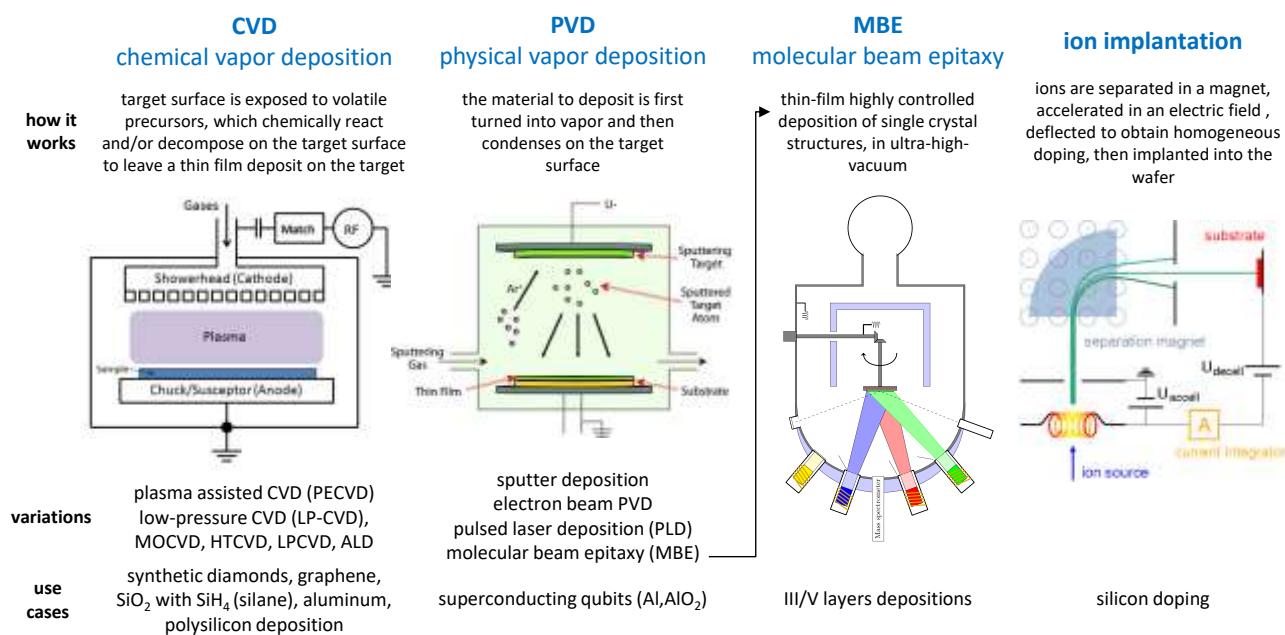 CVD
chemical vapor deposition
PVD
physical vapor deposition
MBE
molecular beam epitaxy
ion implantation
how it
works
target surface is exposed to volatile
precursors, which chemically react
and/or decompose on the target surface
to leave a thin film deposit on the target
the material to deposit is first
turned into vapor and then
condenses on the target
surface
thin-film highly controlled
deposition of single crystal
structures, in ultra-high-
vacuum
ions are separated in a magnet,
accelerated in an electric field ,
deflected to obtain homogeneous
doping, then implanted into the
wafer
Gases
Match
RF
Showerhead (Cathode)
Plasma
Sample
Chuck/Susceptor (Anode)
U-
Sputtering
Target
Ar+
Sputtered
Target
Atom
Sputtering
Gas
Thin Film
Substrate
Mass spectrometer
substrate
separation magnet
U decell
U accell
A
current integrator
ion source
variations
plasma assisted CVD (PECVD)
low-pressure CVD (LP-CVD),
MOCVD, HTCVD, LPCVD, ALD
sputter deposition
electron beam PVD
pulsed laser deposition (PLD)
molecular beam epitaxy (MBE)
use
cases
synthetic diamonds, graphene,
SiO₂ with SiH₄ (silane), aluminum,
polysilicon deposition
superconducting qubits (Al,AlO₂)
III/V layers depositions
silicon doping